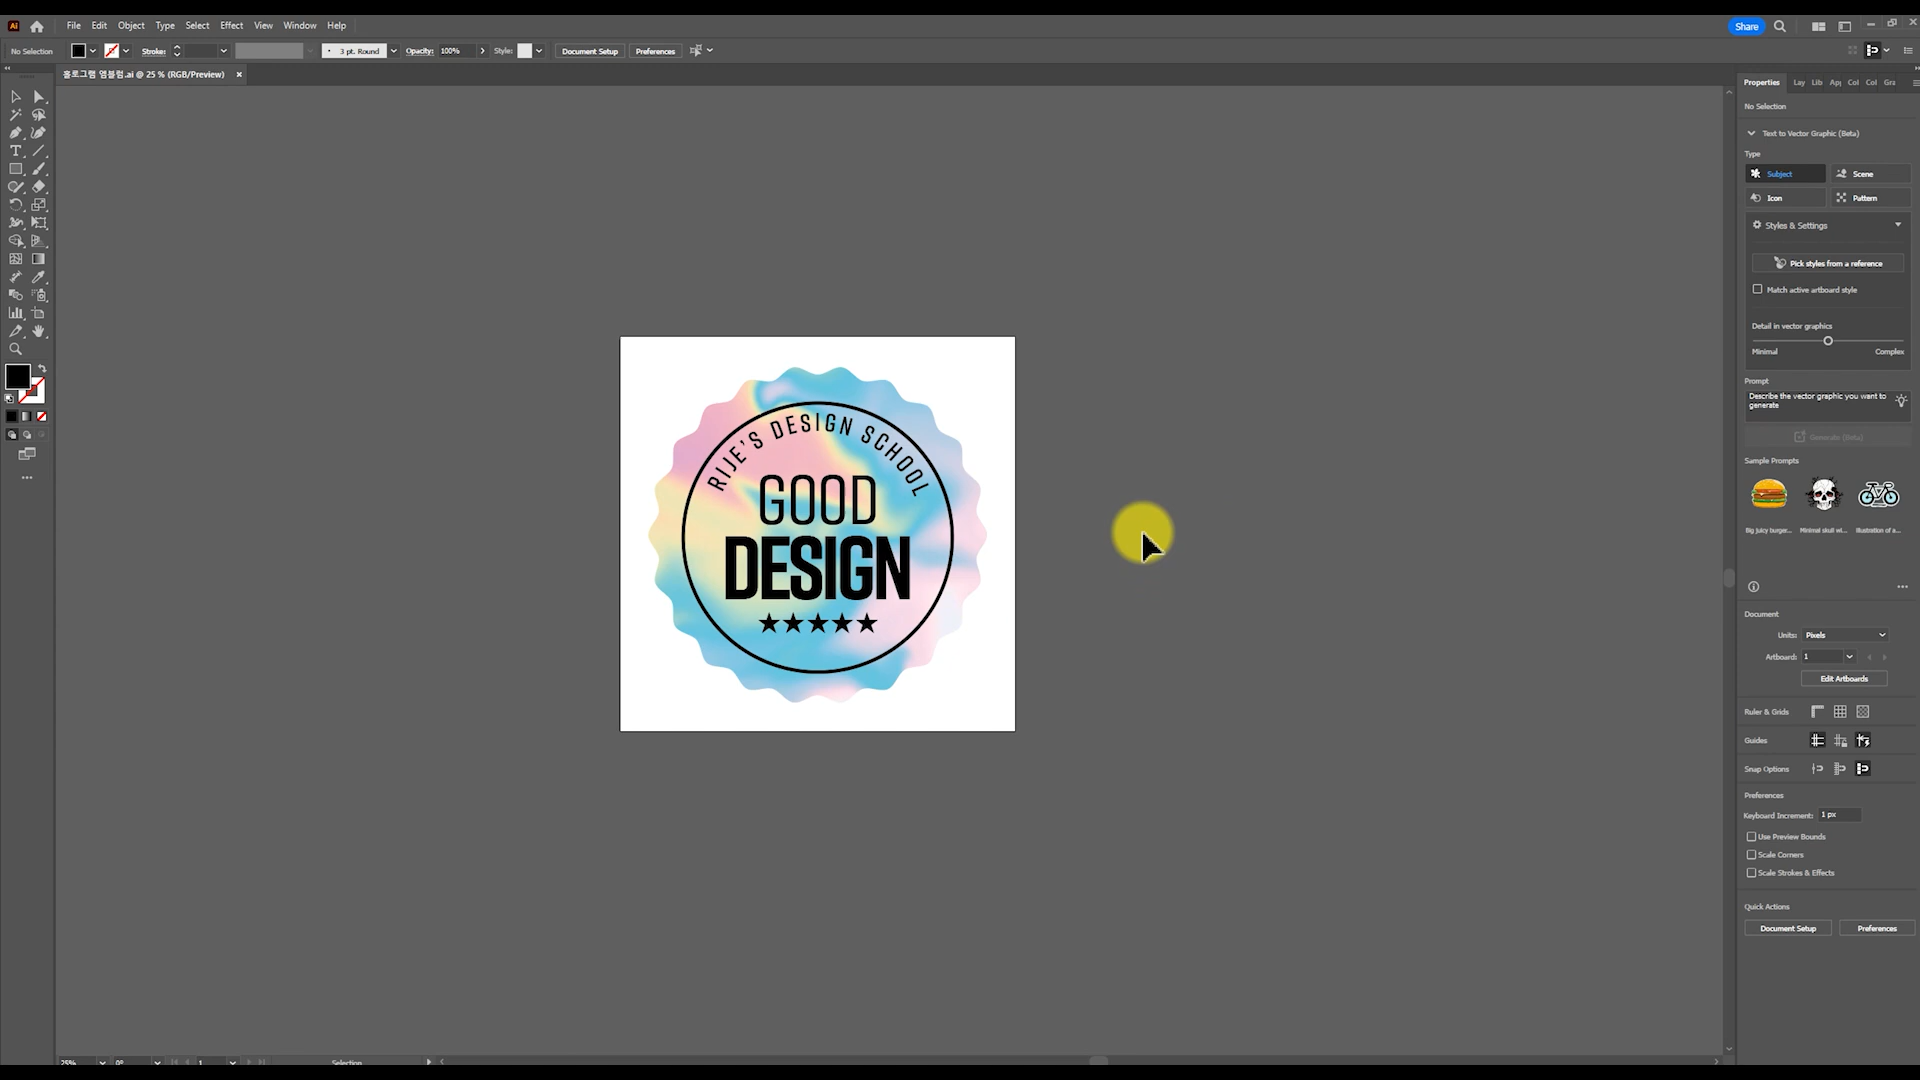 File Edit Object Type Select Effect View Window Help
Share
No Selection
Stroke:
3 pt. Round
Opacity: 100%
Style:
Document Setup
Preferences
홀로그램 엠블럼.ai @ 25 % (RGB/Preview)
Properties Lay Lib Col Col Gra
No Selection
Text to Vector Graphic (Beta)
Type
Subject Scene
Icon Pattern
Styles & Settings
Pick styles from a reference
Match active artboard style
Detail in vector graphics
Minimal Complex
Prompt
Describe the vector graphic you want to
generate
Generate (Beta)
Sample Prompts
Big juicy burger... Minimal skull wi... Illustration of a...
Document
Units: Pixels
Artboard: 1
Edit Artboards
Ruler & Grids
Guides
Snap Options
Preferences
Keyboard Increment: 1 px
Use Preview Bounds
Scale Corners
Scale Strokes & Effects
Quick Actions
Document Setup Preferences
RIJE'S DESIGN SCHOOL
GOOD
DESIGN
25% 0° 1 Selection